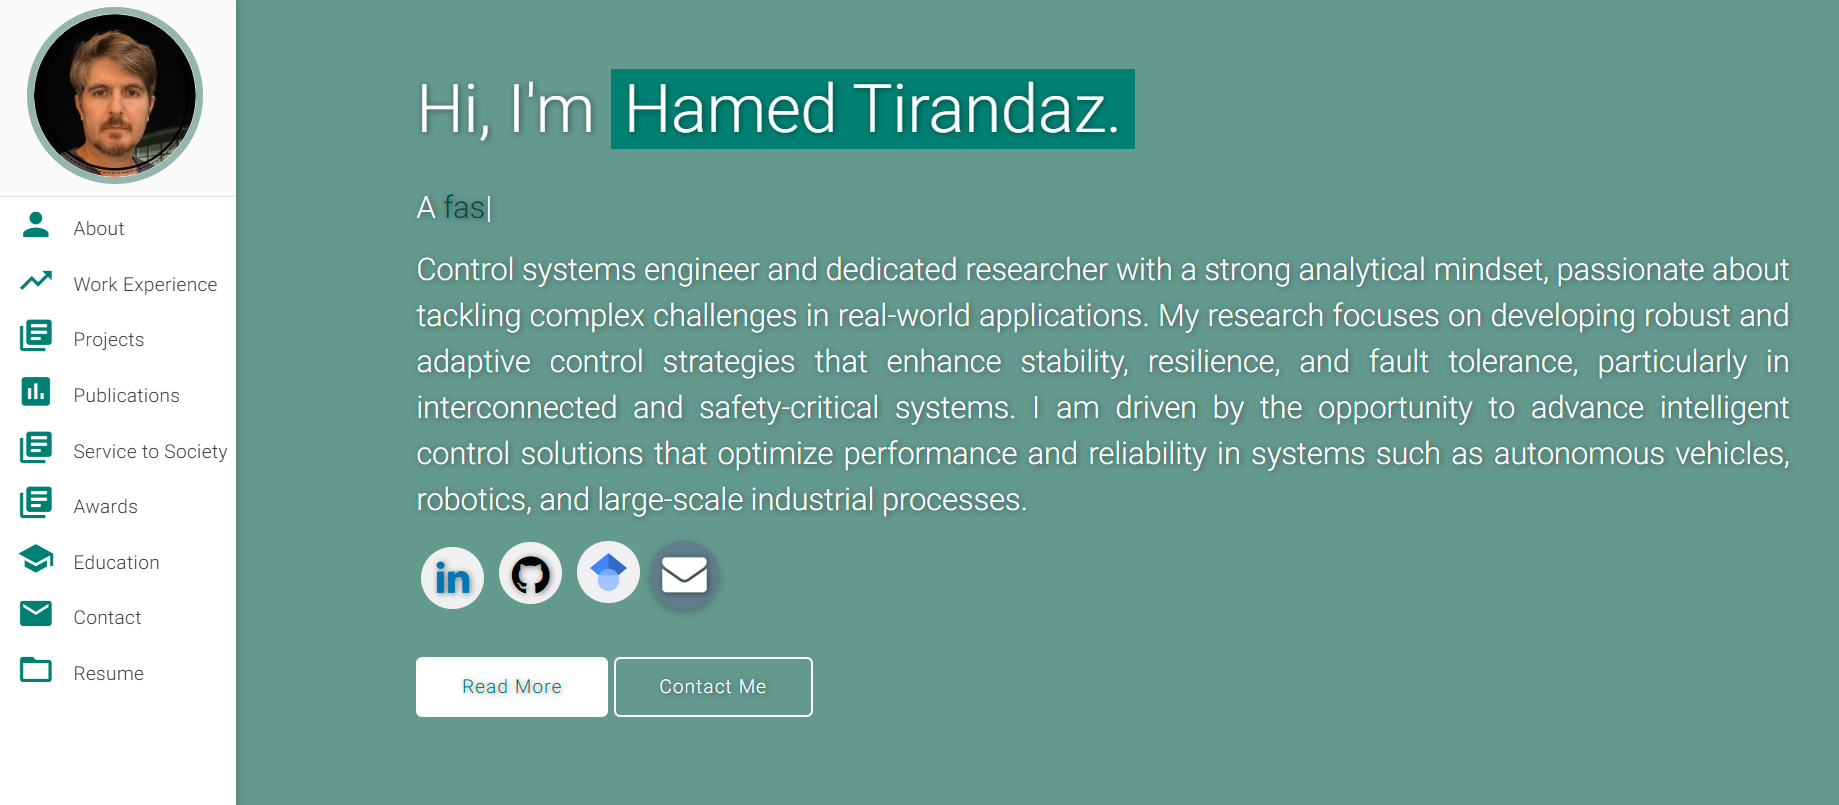 About
Work Experience
Projects
Publications
Service to Society
Awards
Education
Contact
Resume
Hi, I'm Hamed Tirandaz.
A fas|
Control systems engineer and dedicated researcher with a strong analytical mindset, passionate about
tackling complex challenges in real-world applications. My research focuses on developing robust and
adaptive control strategies that enhance stability, resilience, and fault tolerance, particularly in
interconnected and safety-critical systems. I am driven by the opportunity to advance intelligent
control solutions that optimize performance and reliability in systems such as autonomous vehicles,
robotics, and large-scale industrial processes.
in
Read More
Contact Me